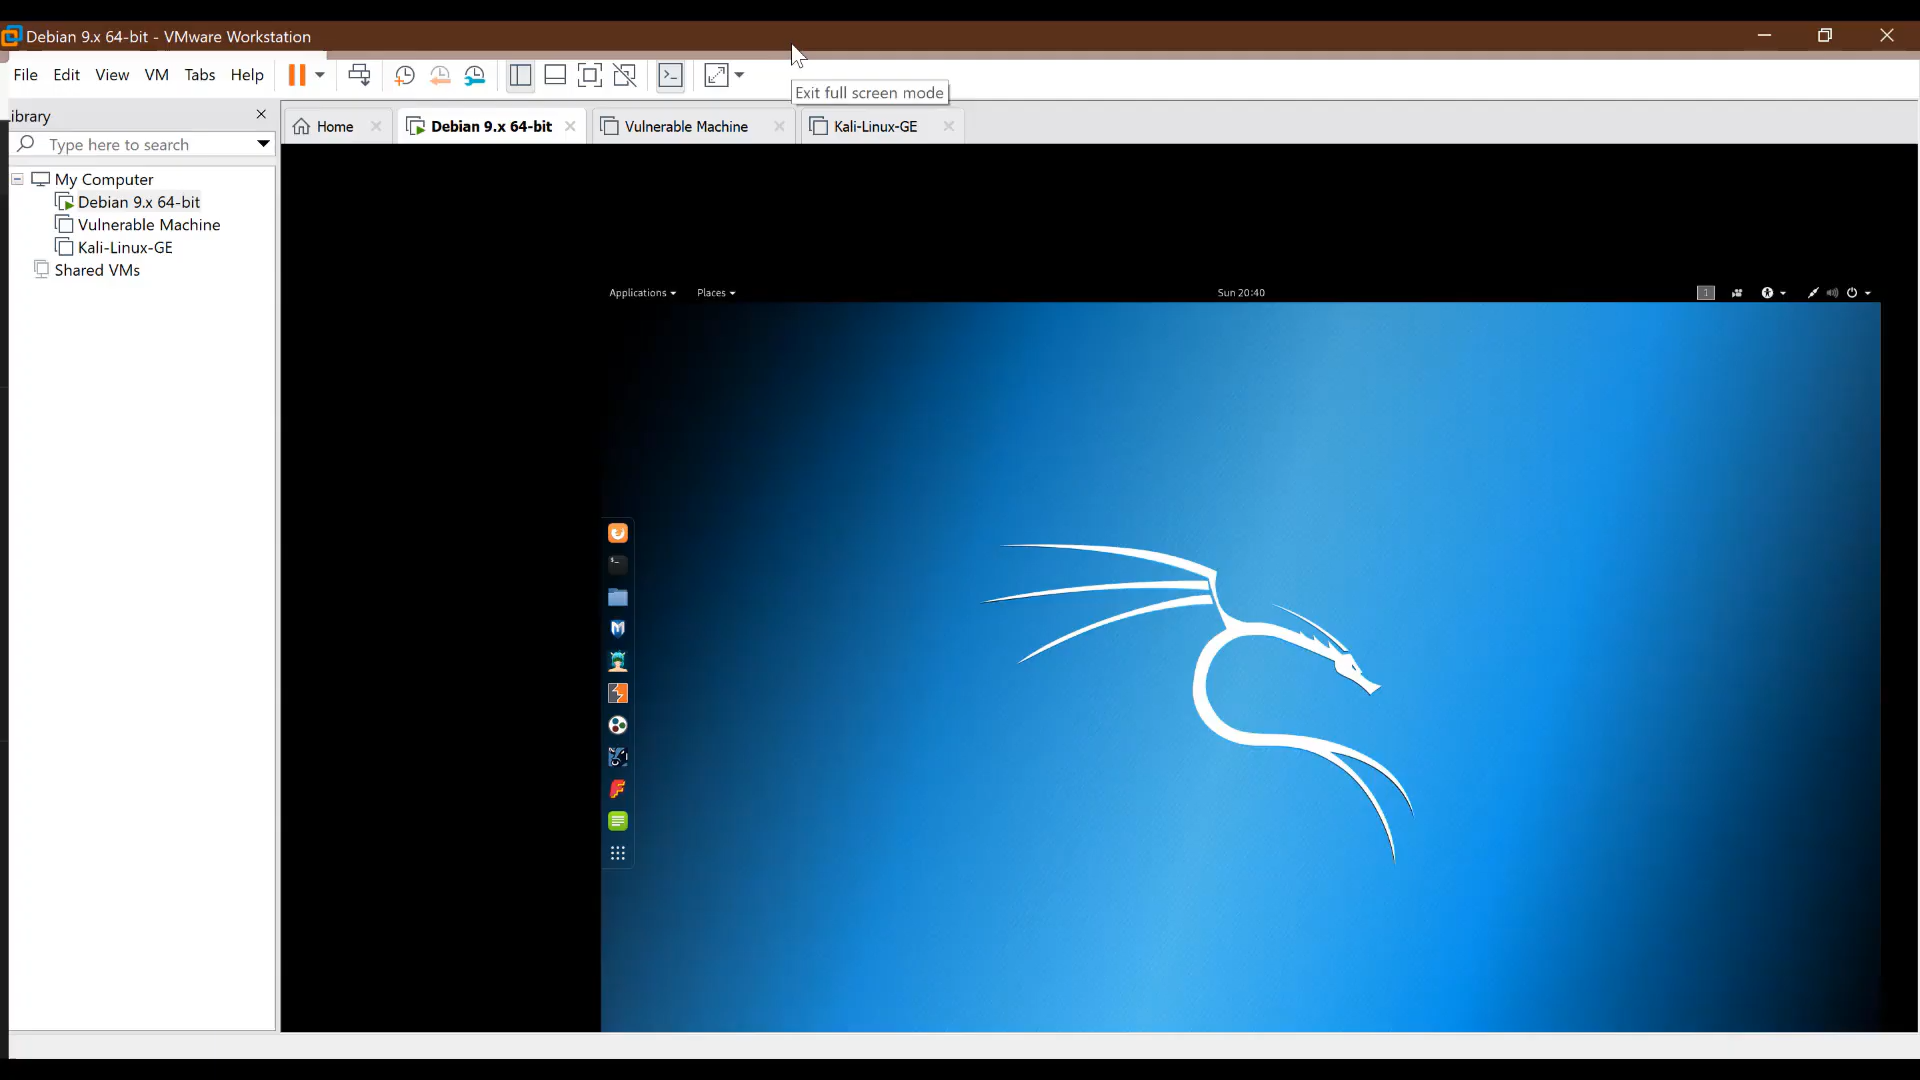 Debian 9.x 64-bit - VMware Workstation
File Edit View VM Tabs Help
Exit full screen mode
ibrary
Home Debian 9.x 64-bit Vulnerable Machine Kali-Linux-GE
Type here to search
My Computer
Debian 9.x 64-bit
Vulnerable Machine
Kali-Linux-GE
Shared VMs
Applications Places Sun 20:40 1